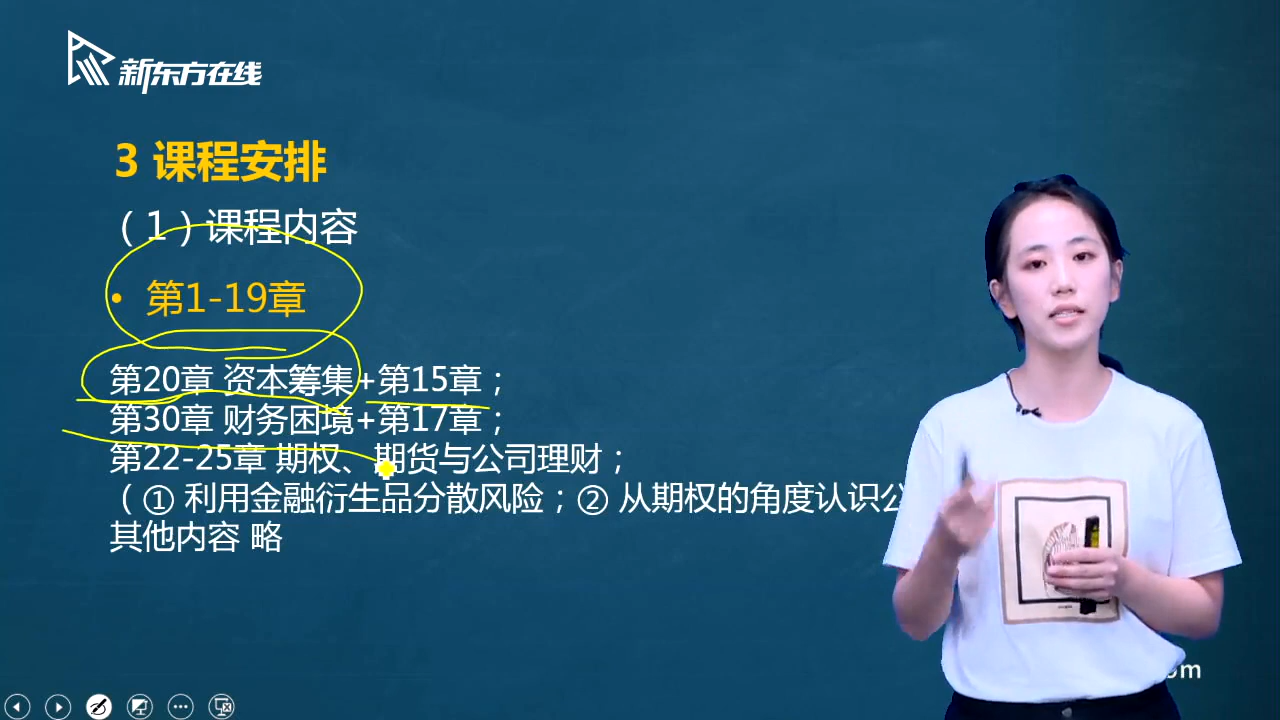 新东方在线
3 课程安排
（1）课程内容
• 第1-19章
第20章 资本筹集+第15章；
第30章 财务困境+第17章；
第22-25章 期权、期货与公司理财；
（① 利用金融衍生品分散风险；② 从期权的角度认识公
其他内容 略
om